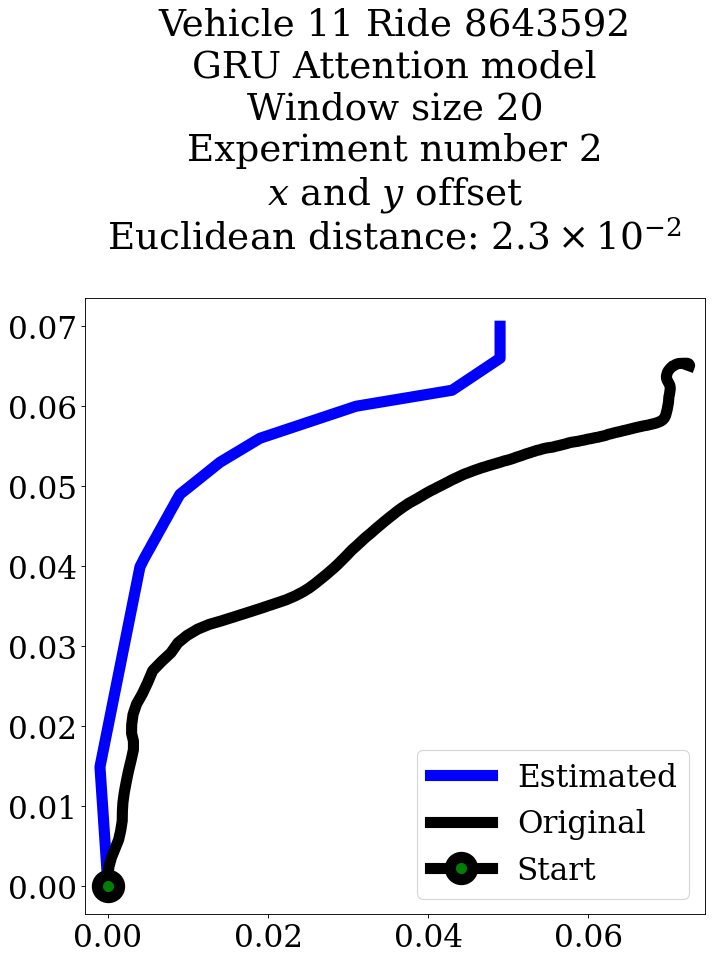 Vehicle 11 Ride 8643592
GRU Attention model
Window size 20
Experiment number 2
x and y offset
Euclidean distance: 2.3 × 10⁻²
0.07
0.06
0.05
0.04
0.03
0.02
0.01
0.00
Estimated
Original
Start
0.00 0.02 0.04 0.06